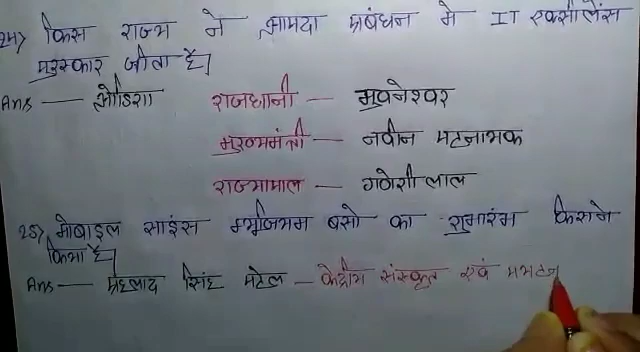 24) किस राज्य ने आपदा प्रबंधन में IT एक्सीलेंस
पुरस्कार जीता है|
Ans — ओडिशा राजधानी — भुवनेश्वर
मुख्यमंत्री — नवीन पटनायक
राज्यपाल — गणेशी लाल
25) मोबाइल साइंस म्यूजियम बसो का शुभारंभ किसने
किया है|
Ans — प्रहलाद सिंह पटेल — केंद्रीय संस्कृत एवं पर्यटन